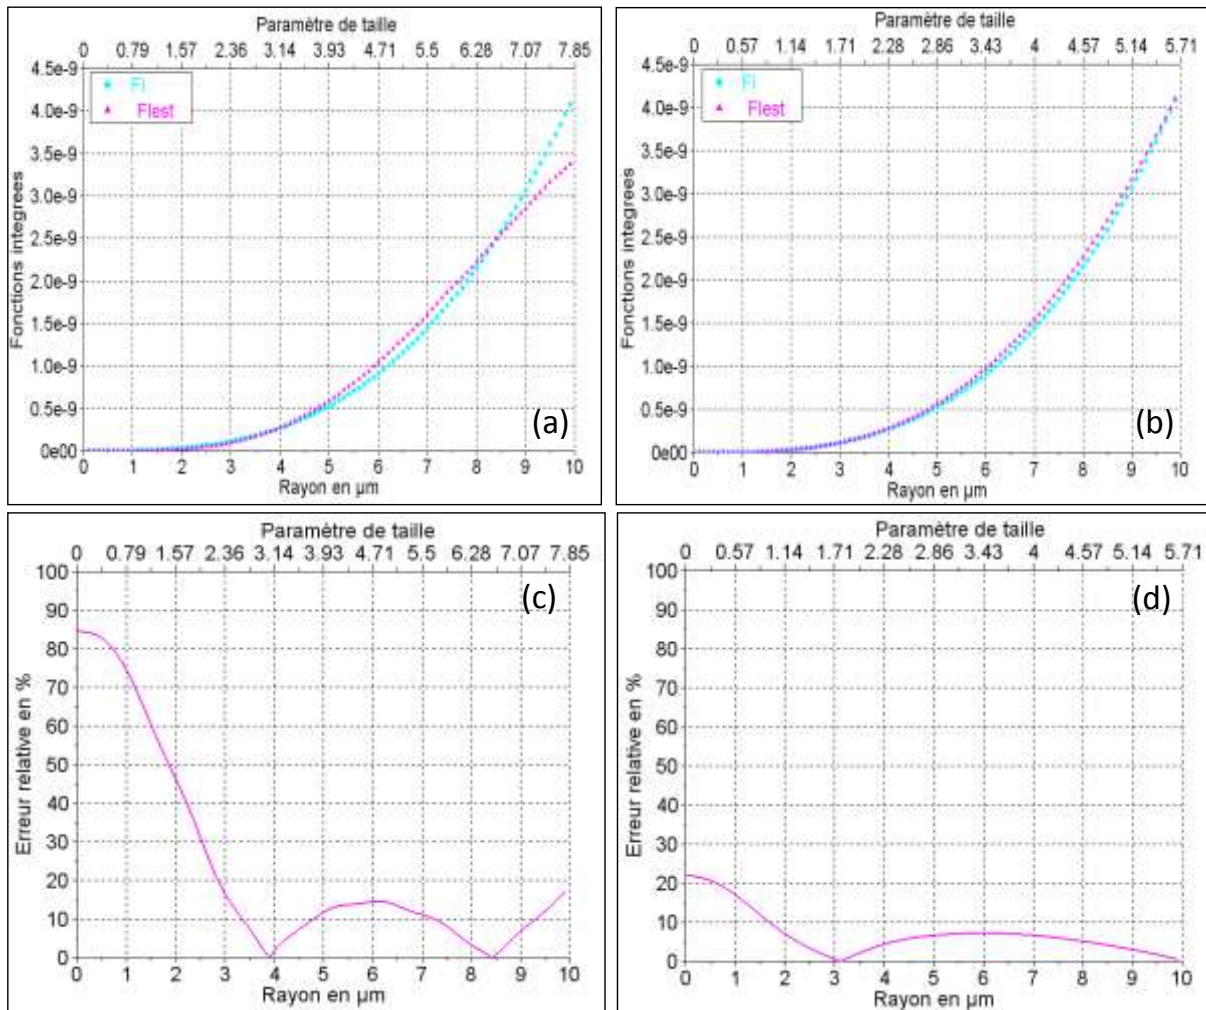 Paramètre de taille
0 0.79 1.57 2.36 3.14 3.93 4.71 5.5 6.28 7.07 7.85
4.5e-9
4.0e-9
3.5e-9
3.0e-9
2.5e-9
2.0e-9
1.5e-9
1.0e-9
0.5e-9
0e00
Fonctions integrees
FI
FIest
(a)
0 1 2 3 4 5 6 7 8 9 10
Rayon en µm
Paramètre de taille
0 0.57 1.14 1.71 2.28 2.86 3.43 4 4.57 5.14 5.71
4.5e-9
4.0e-9
3.5e-9
3.0e-9
2.5e-9
2.0e-9
1.5e-9
1.0e-9
0.5e-9
0e00
Fonctions integrees
FI
FIest
(b)
0 1 2 3 4 5 6 7 8 9 10
Rayon en µm
Paramètre de taille
0 0.79 1.57 2.36 3.14 3.93 4.71 5.5 6.28 7.07 7.85
100
90
80
70
60
50
40
30
20
10
0
Erreur relative en %
(c)
0 1 2 3 4 5 6 7 8 9 10
Rayon en µm
Paramètre de taille
0 0.57 1.14 1.71 2.28 2.86 3.43 4 4.57 5.14 5.71
100
90
80
70
60
50
40
30
20
10
0
Erreur relative en %
(d)
0 1 2 3 4 5 6 7 8 9 10
Rayon en µm